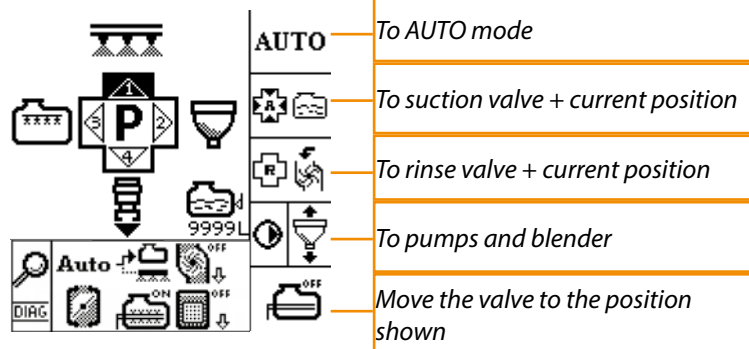 AUTO
To AUTO mode
1
A
To suction valve + current position
3 P 2
4
R
To rinse valve + current position
9999L
To pumps and blender
Auto
OFF
OFF
DIAG
ON
OFF
Move the valve to the position
shown